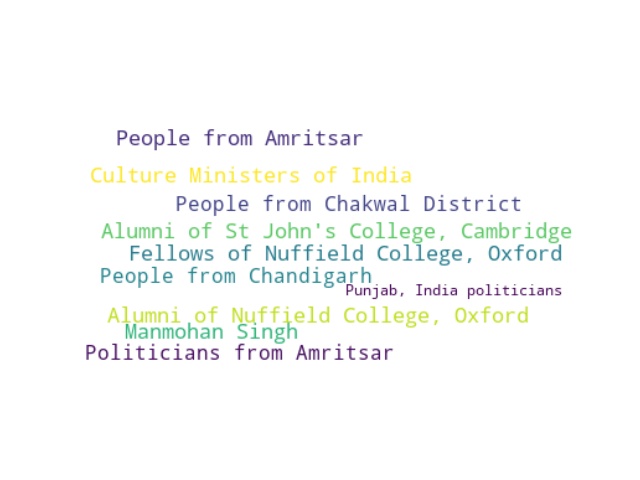 People from Amritsar
Culture Ministers of India
People from Chakwal District
Alumni of St John's College, Cambridge
Fellows of Nuffield College, Oxford
People from Chandigarh
Punjab, India politicians
Alumni of Nuffield College, Oxford
Manmohan Singh
Politicians from Amritsar